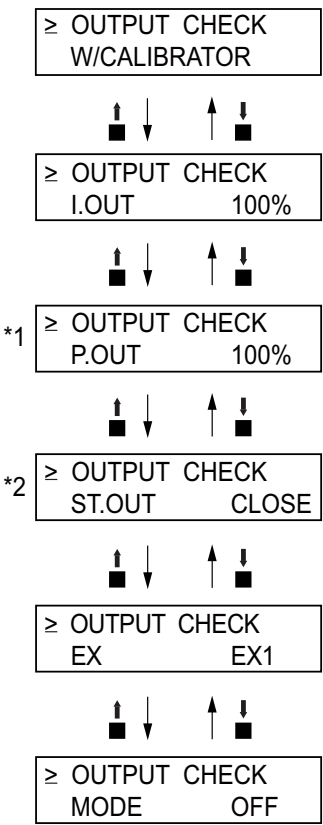 ≥ OUTPUT CHECK
W/CALIBRATOR
≥ OUTPUT CHECK
I.OUT 100%
*1
≥ OUTPUT CHECK
P.OUT 100%
*2
≥ OUTPUT CHECK
ST.OUT CLOSE
≥ OUTPUT CHECK
EX EX1
≥ OUTPUT CHECK
MODE OFF